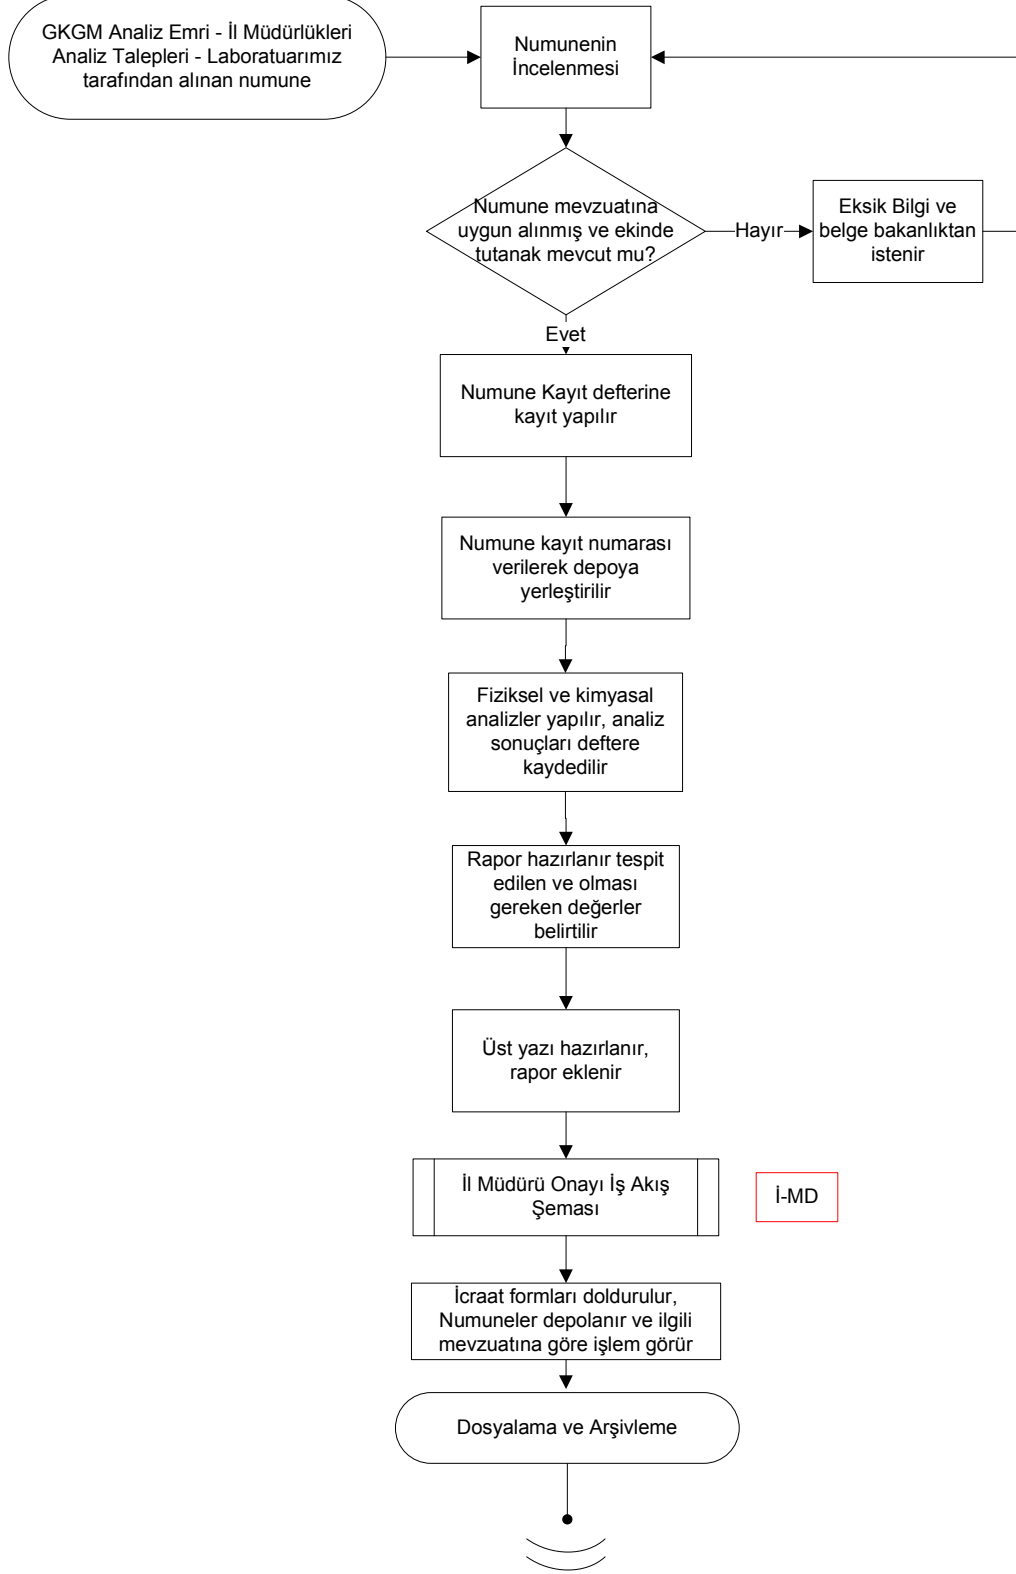 GKGM Analiz Emri - İl Müdürlükleri
Analiz Talepleri - Laboratuarımız
tarafından alınan numune
Numunenin
İncelenmesi
Numune mevzuatına
uygun alınmış ve ekinde
tutanak mevcut mu?
Hayır
Eksik Bilgi ve
belge bakanlıktan
istenir
Evet
Numune Kayıt defterine
kayıt yapılır
Numune kayıt numarası
verilerek depoya
yerleştirilir
Fiziksel ve kimyasal
analizler yapılır, analiz
sonuçları deftere
kaydedilir
Rapor hazırlanır tespit
edilen ve olması
gereken değerler
belirtilir
Üst yazı hazırlanır,
rapor eklenir
İl Müdürü Onayı İş Akış
Şeması
İ-MD
İcraat formları doldurulur,
Numuneler depolanır ve ilgili
mevzuatına göre işlem görür
Dosyalama ve Arşivleme